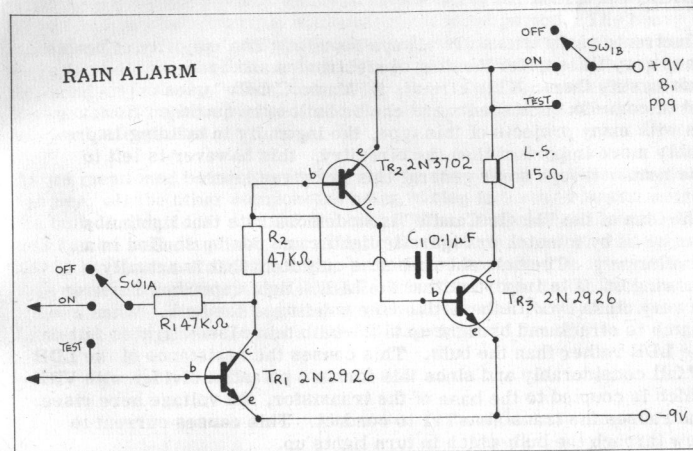 RAIN ALARM
OFF
SW1B
ON
+9V
B1
PP9
TEST
e
b
TR2 2N3702
c
L.S.
15Ω
R2
47KΩ
C1 0.1µF
OFF
SW1A
ON
R1 47KΩ
c
b
TR3 2N2926
e
TEST
c
b
TR1 2N2926
e
-9V